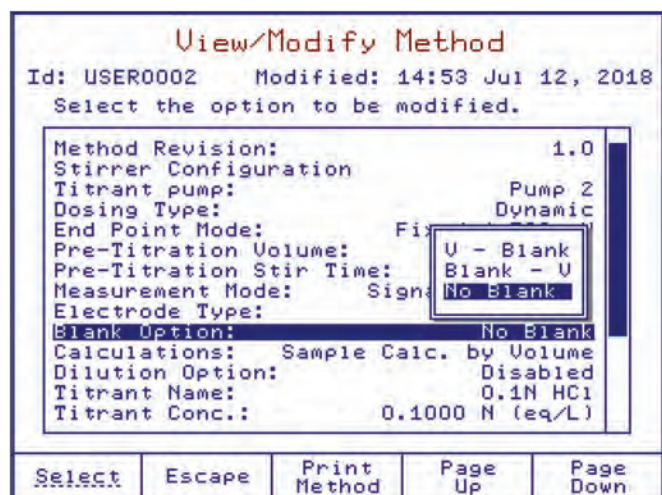 View/Modify Method
Id: USER0002 Modified: 14:53 Jul 12, 2018
Select the option to be modified.
Method Revision: 1.0
Stirrer Configuration
Titrant pump: Pump 2
Dosing Type: Dynamic
End Point Mode:
Pre-Titration Volume:
Pre-Titration Stir Time:
Measurement Mode:
Electrode Type:
V - Blank
Blank - V
No Blank
Blank Option: No Blank
Calculations: Sample Calc. by Volume
Dilution Option: Disabled
Titrant Name: 0.1N HCl
Titrant Conc.: 0.1000 N (eq/L)
Select Escape Print Method Page Up Page Down